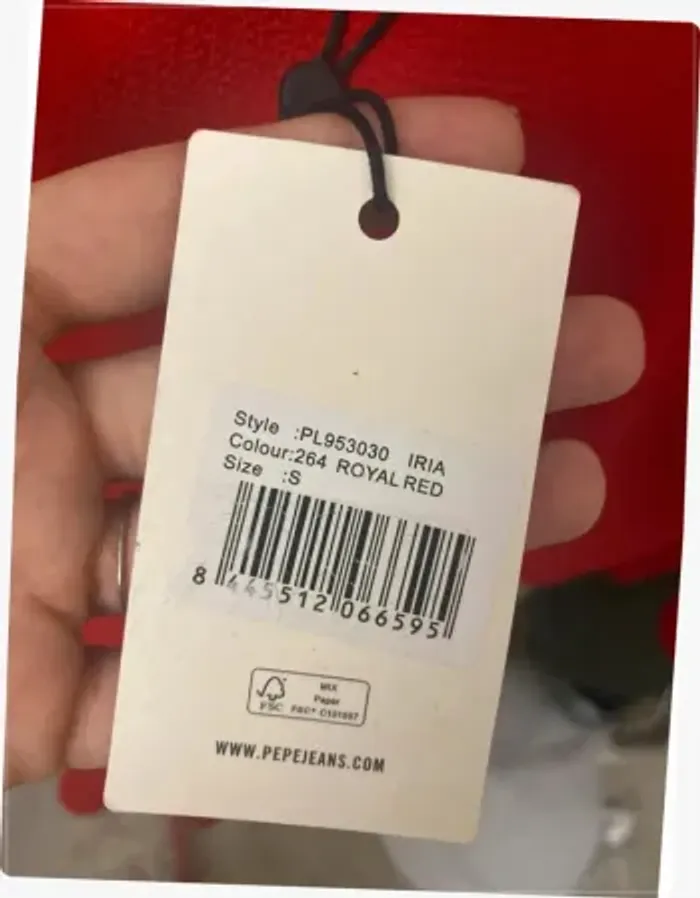 Style :PL953030 IRIA
Colour:264 ROYAL RED
Size :S
8 445512 066595
FSC
MIX
Paper
WWW.PEPEJEANS.COM